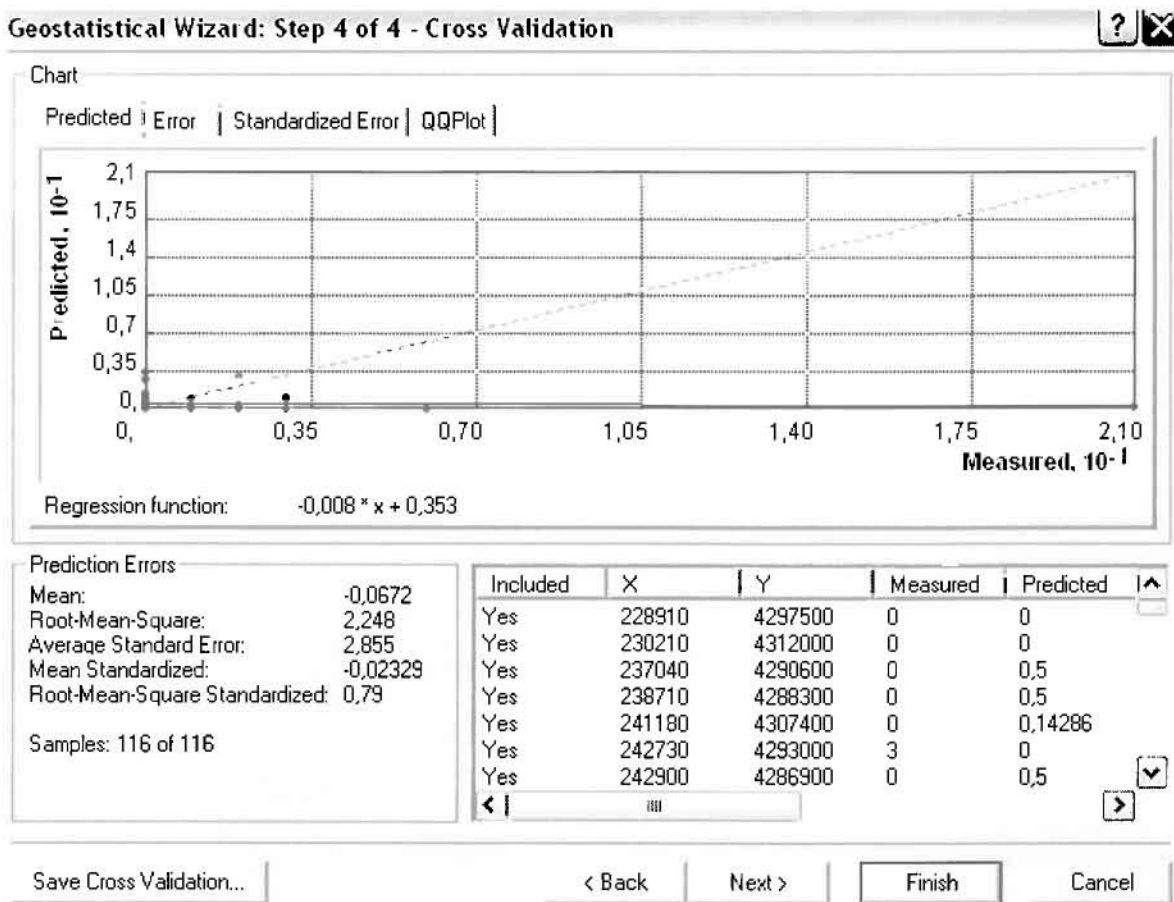 Geostatistical Wizard: Step 4 of 4 - Cross Validation
?
Chart
Predicted Error Standardized Error QQPlot
Predicted, 10-1
2,1
1,75
1,4
1,05
0,7
0,35
0,
0, 0,35 0,70 1,05 1,40 1,75 2,10
Measured, 10-1
Regression function: -0,008 * x + 0,353
Prediction Errors
Mean: -0,0672
Root-Mean-Square: 2,248
Average Standard Error: 2,855
Mean Standardized: -0,02329
Root-Mean-Square Standardized: 0,79
Samples: 116 of 116
Included X Y Measured Predicted
Yes 228910 4297500 0 0
Yes 230210 4312000 0 0
Yes 237040 4290600 0 0,5
Yes 238710 4288300 0 0,5
Yes 241180 4307400 0 0,14286
Yes 242730 4293000 3 0
Yes 242900 4286900 0 0,5
Save Cross Validation... < Back Next > Finish Cancel